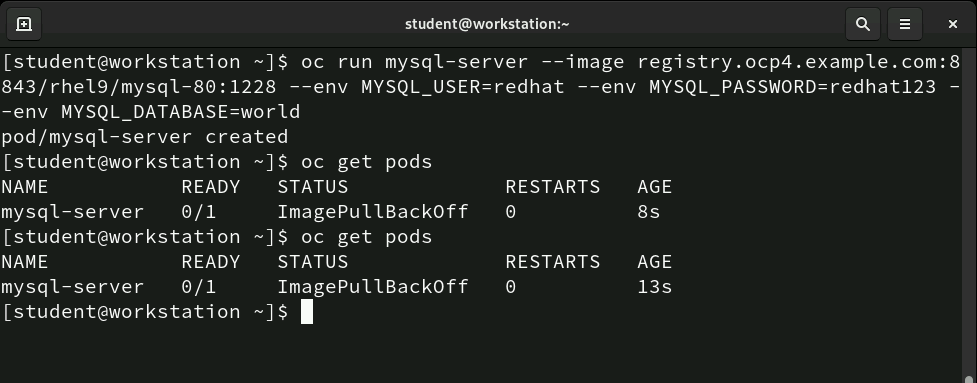 student@workstation:~
[student@workstation ~]$ oc run mysql-server --image registry.ocp4.example.com:8
843/rhel9/mysql-80:1228 --env MYSQL_USER=redhat --env MYSQL_PASSWORD=redhat123 -
-env MYSQL_DATABASE=world
pod/mysql-server created
[student@workstation ~]$ oc get pods
NAME           READY   STATUS             RESTARTS   AGE
mysql-server   0/1     ImagePullBackOff   0          8s
[student@workstation ~]$ oc get pods
NAME           READY   STATUS             RESTARTS   AGE
mysql-server   0/1     ImagePullBackOff   0          13s
[student@workstation ~]$